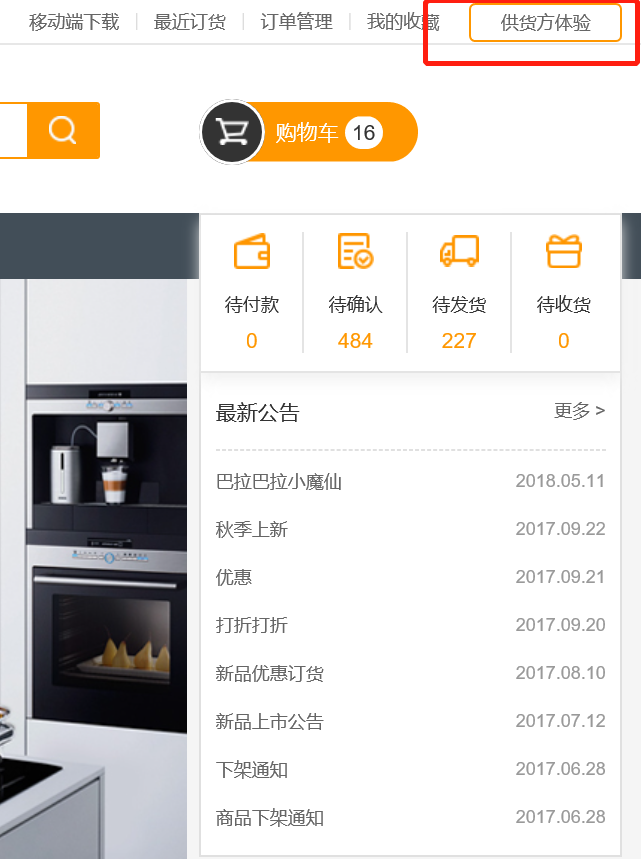 移动端下载 最近订货 订单管理 我的收藏 供货方体验
购物车 16
待付款 待确认 待发货 待收货
0 484 227 0
最新公告 更多 >
巴拉巴拉小魔仙 2018.05.11
秋季上新 2017.09.22
优惠 2017.09.21
打折打折 2017.09.20
新品优惠订货 2017.08.10
新品上市公告 2017.07.12
下架通知 2017.06.28
商品下架通知 2017.06.28